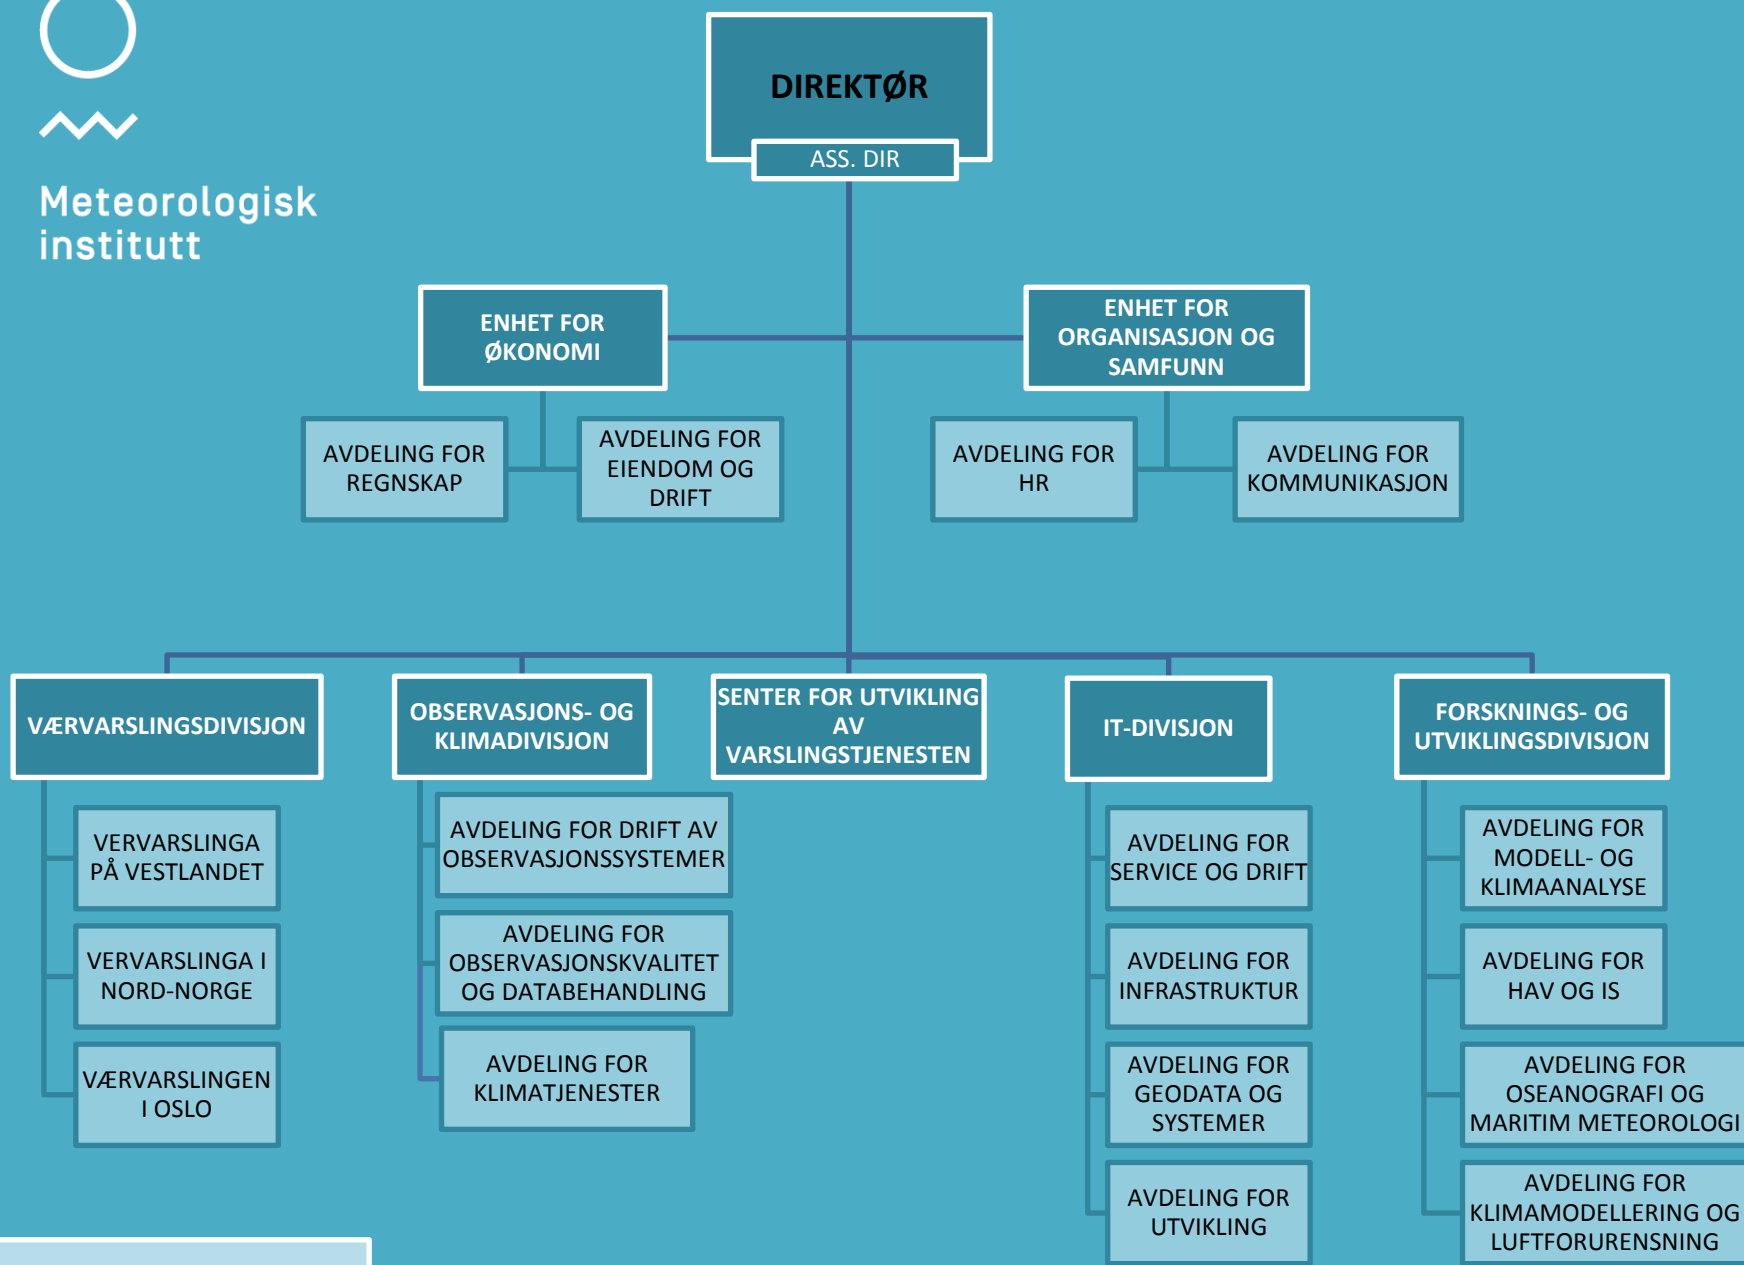 DIREKTØR
ASS. DIR
Meteorologisk
institutt
ENHET FOR
ØKONOMI
ENHET FOR
ORGANISASJON OG
SAMFUNN
AVDELING FOR
REGNSKAP
AVDELING FOR
EIENDOM OG
DRIFT
AVDELING FOR
HR
AVDELING FOR
KOMMUNIKASJON
VÆRVARSLINGSDIVISJON
OBSERVASJONS- OG
KLIMADIVISJON
SENTER FOR UTVIKLING
AV
VARSLINGSTJENESTEN
IT-DIVISJON
FORSKNINGS- OG
UTVIKLINGSDIVISJON
VERVARSLINGA
PÅ VESTLANDET
VERVARSLINGA I
NORD-NORGE
VÆRVARSLINGEN
I OSLO
AVDELING FOR DRIFT AV
OBSERVASJONSSYSTEMER
AVDELING FOR
OBSERVASJONSKVALITET
OG DATABEHANDLING
AVDELING FOR
KLIMATJENESTER
AVDELING FOR
SERVICE OG DRIFT
AVDELING FOR
INFRASTRUKTUR
AVDELING FOR
GEODATA OG
SYSTEMER
AVDELING FOR
UTVIKLING
AVDELING FOR
MODELL- OG
KLIMAANALYSE
AVDELING FOR
HAV OG IS
AVDELING FOR
OSEANOGRAFI OG
MARITIM METEOROLOGI
AVDELING FOR
KLIMAMODELLERING OG
LUFTFORURENSNING